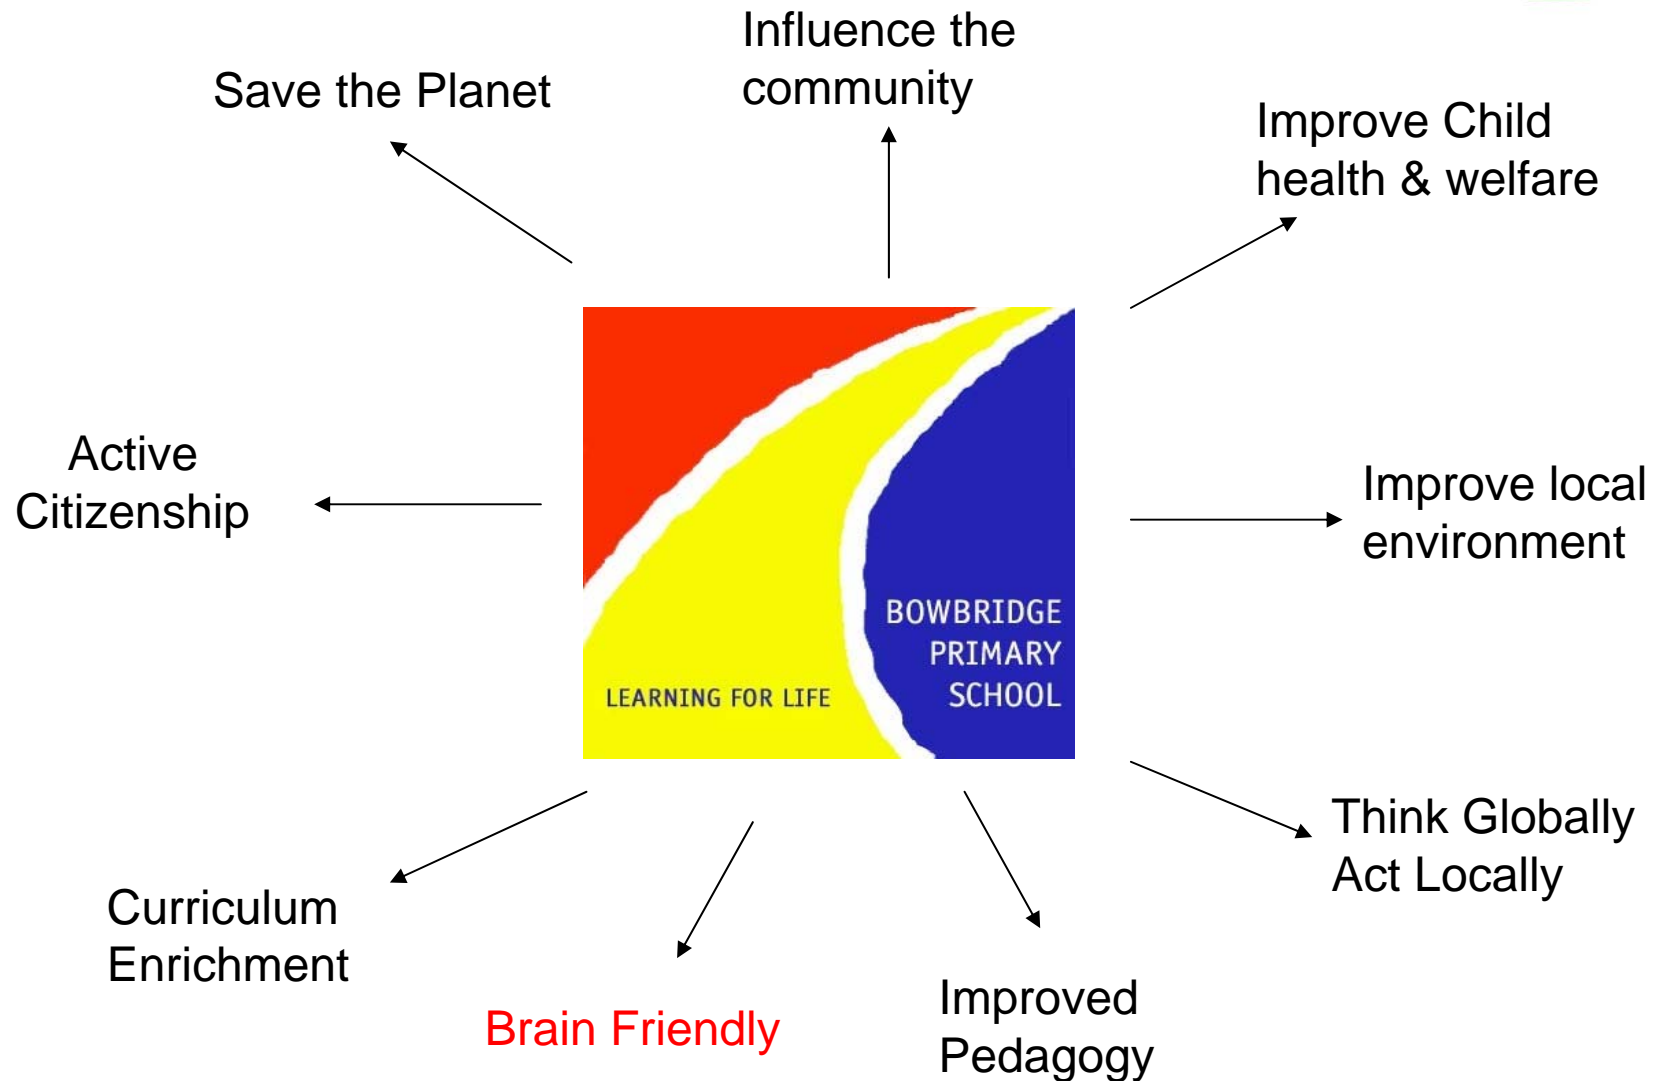 Influence the
community
Save the Planet
Improve Child
health & welfare
Active
Citizenship
Improve local
environment
BOWBRIDGE
PRIMARY
SCHOOL
LEARNING FOR LIFE
Think Globally
Act Locally
Curriculum
Enrichment
Brain Friendly
Improved
Pedagogy